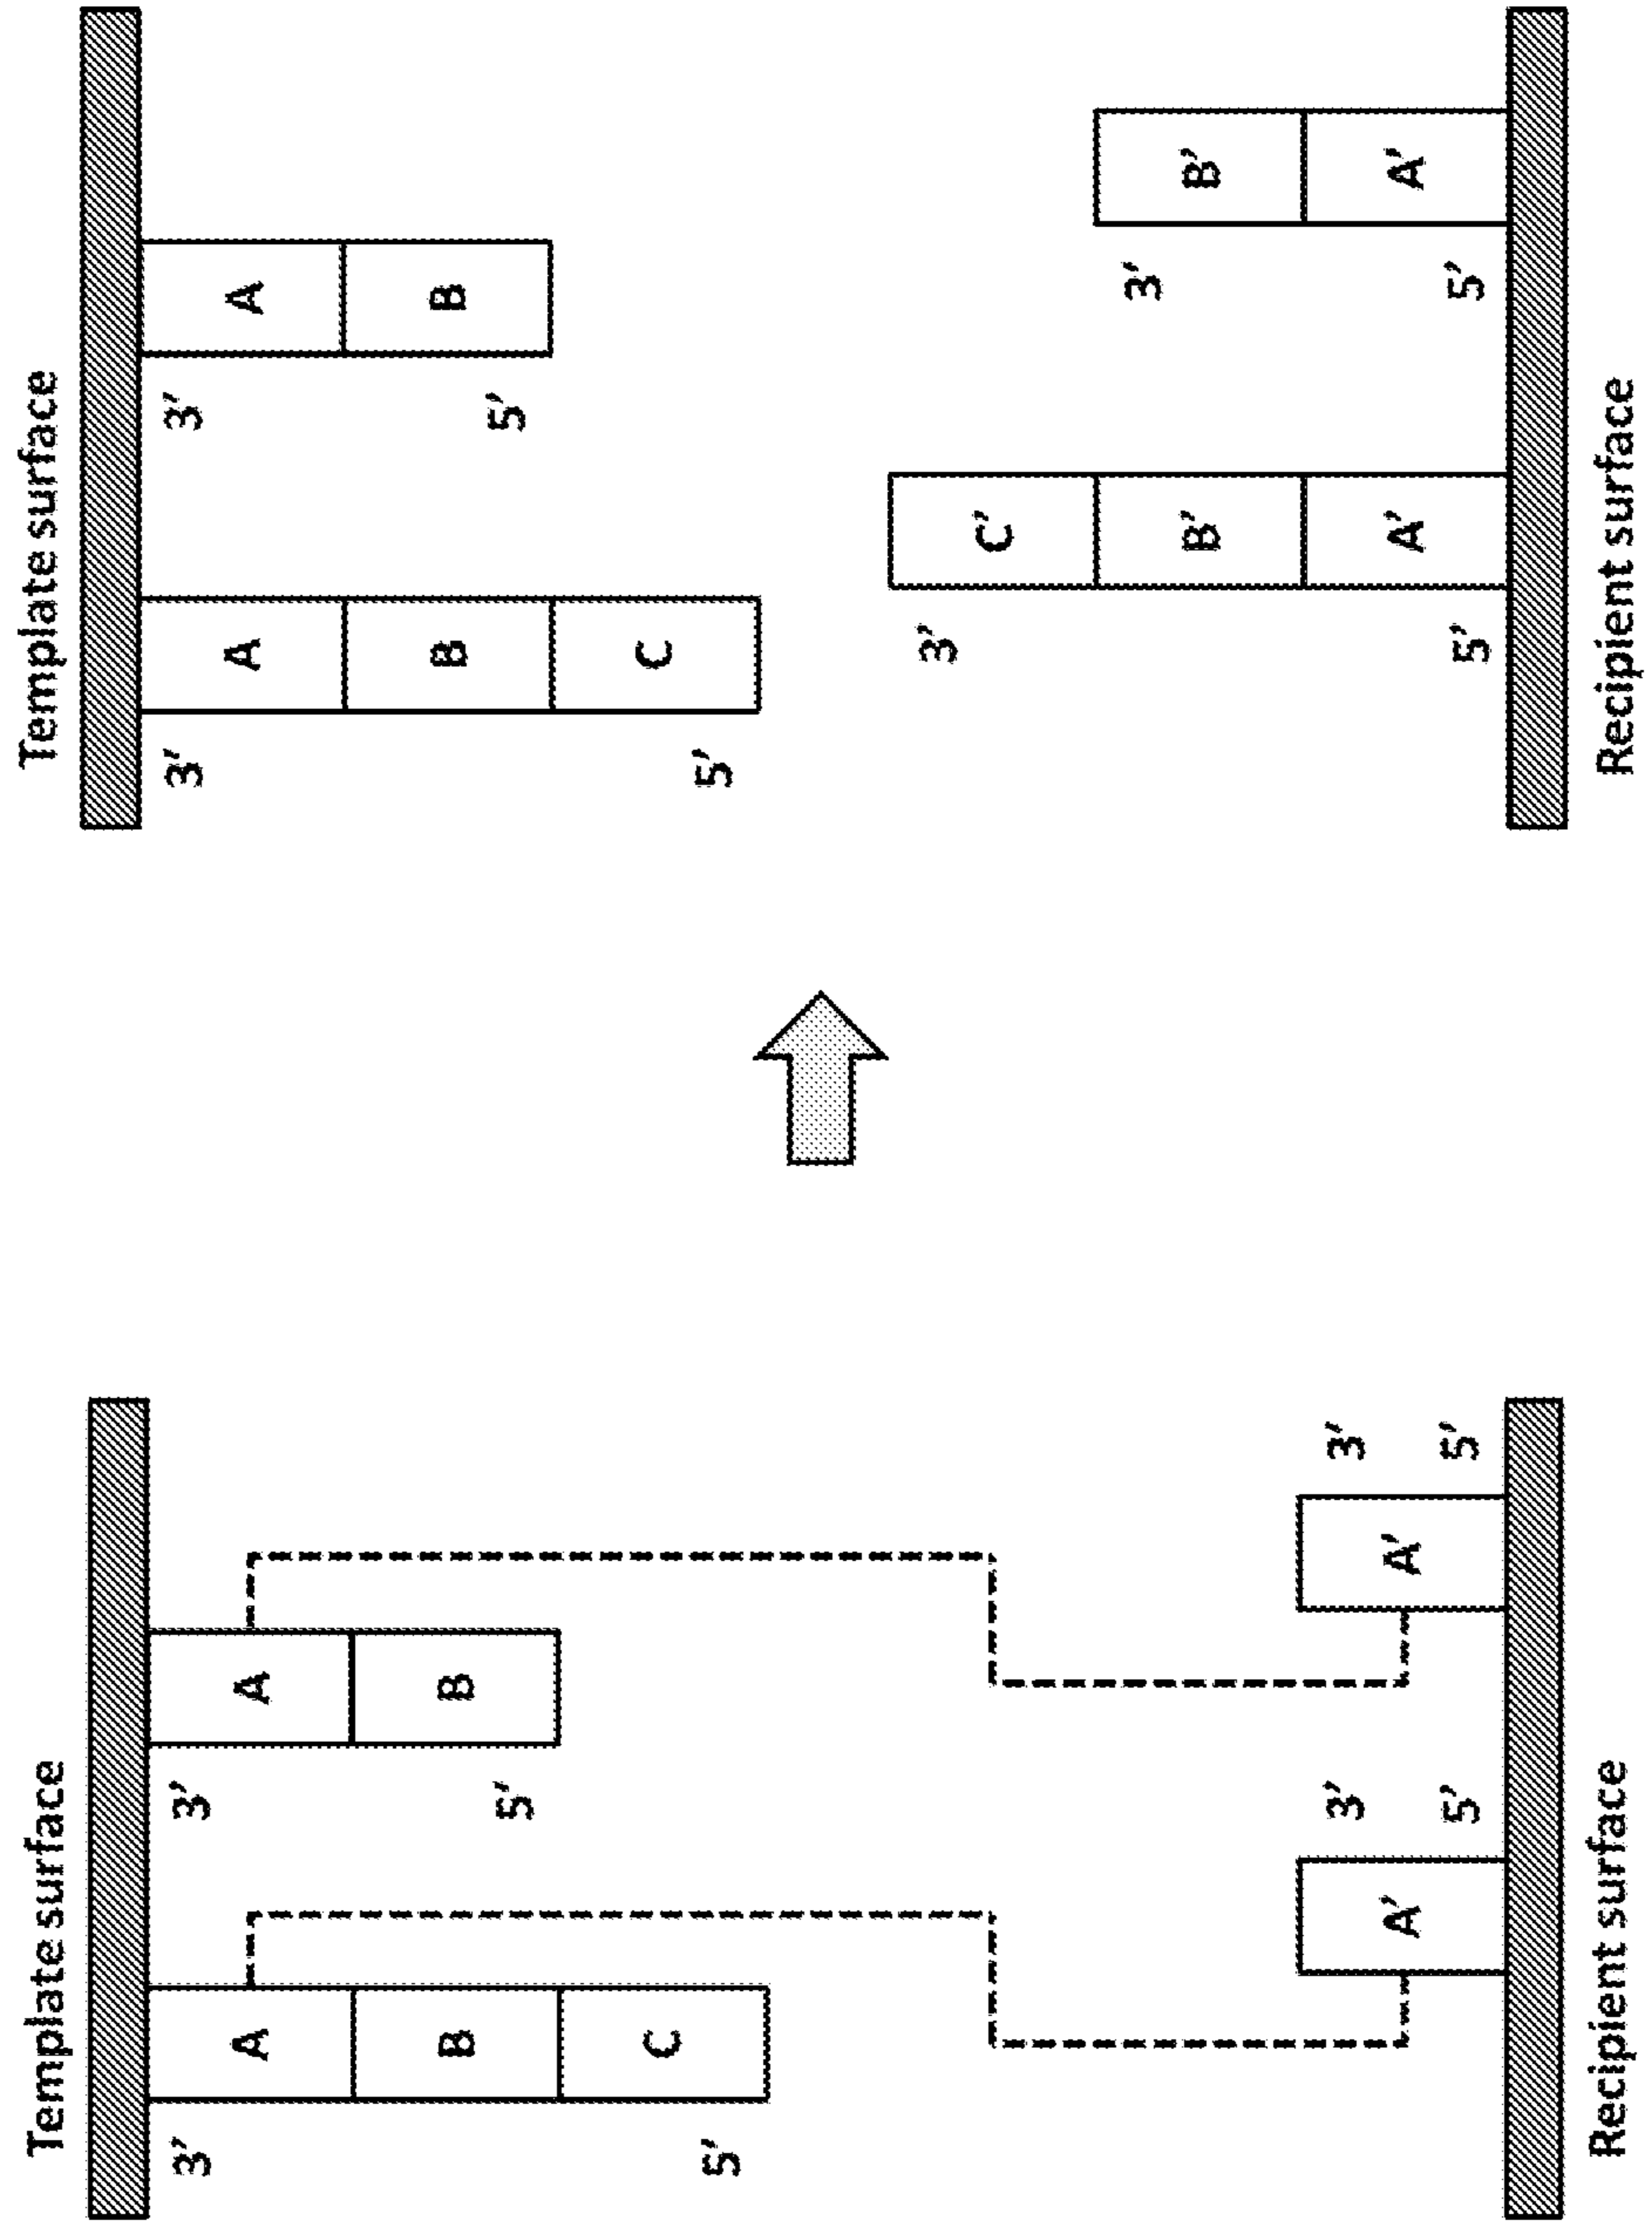 Template surface
3′
A
B
C
5′
3′
A
B
5′
A′
3′
5′
A′
3′
5′
Recipient surface
Template surface
3′
A
B
C
5′
3′
A
B
5′
3′
C′
B′
A′
5′
3′
B′
A′
5′
Recipient surface